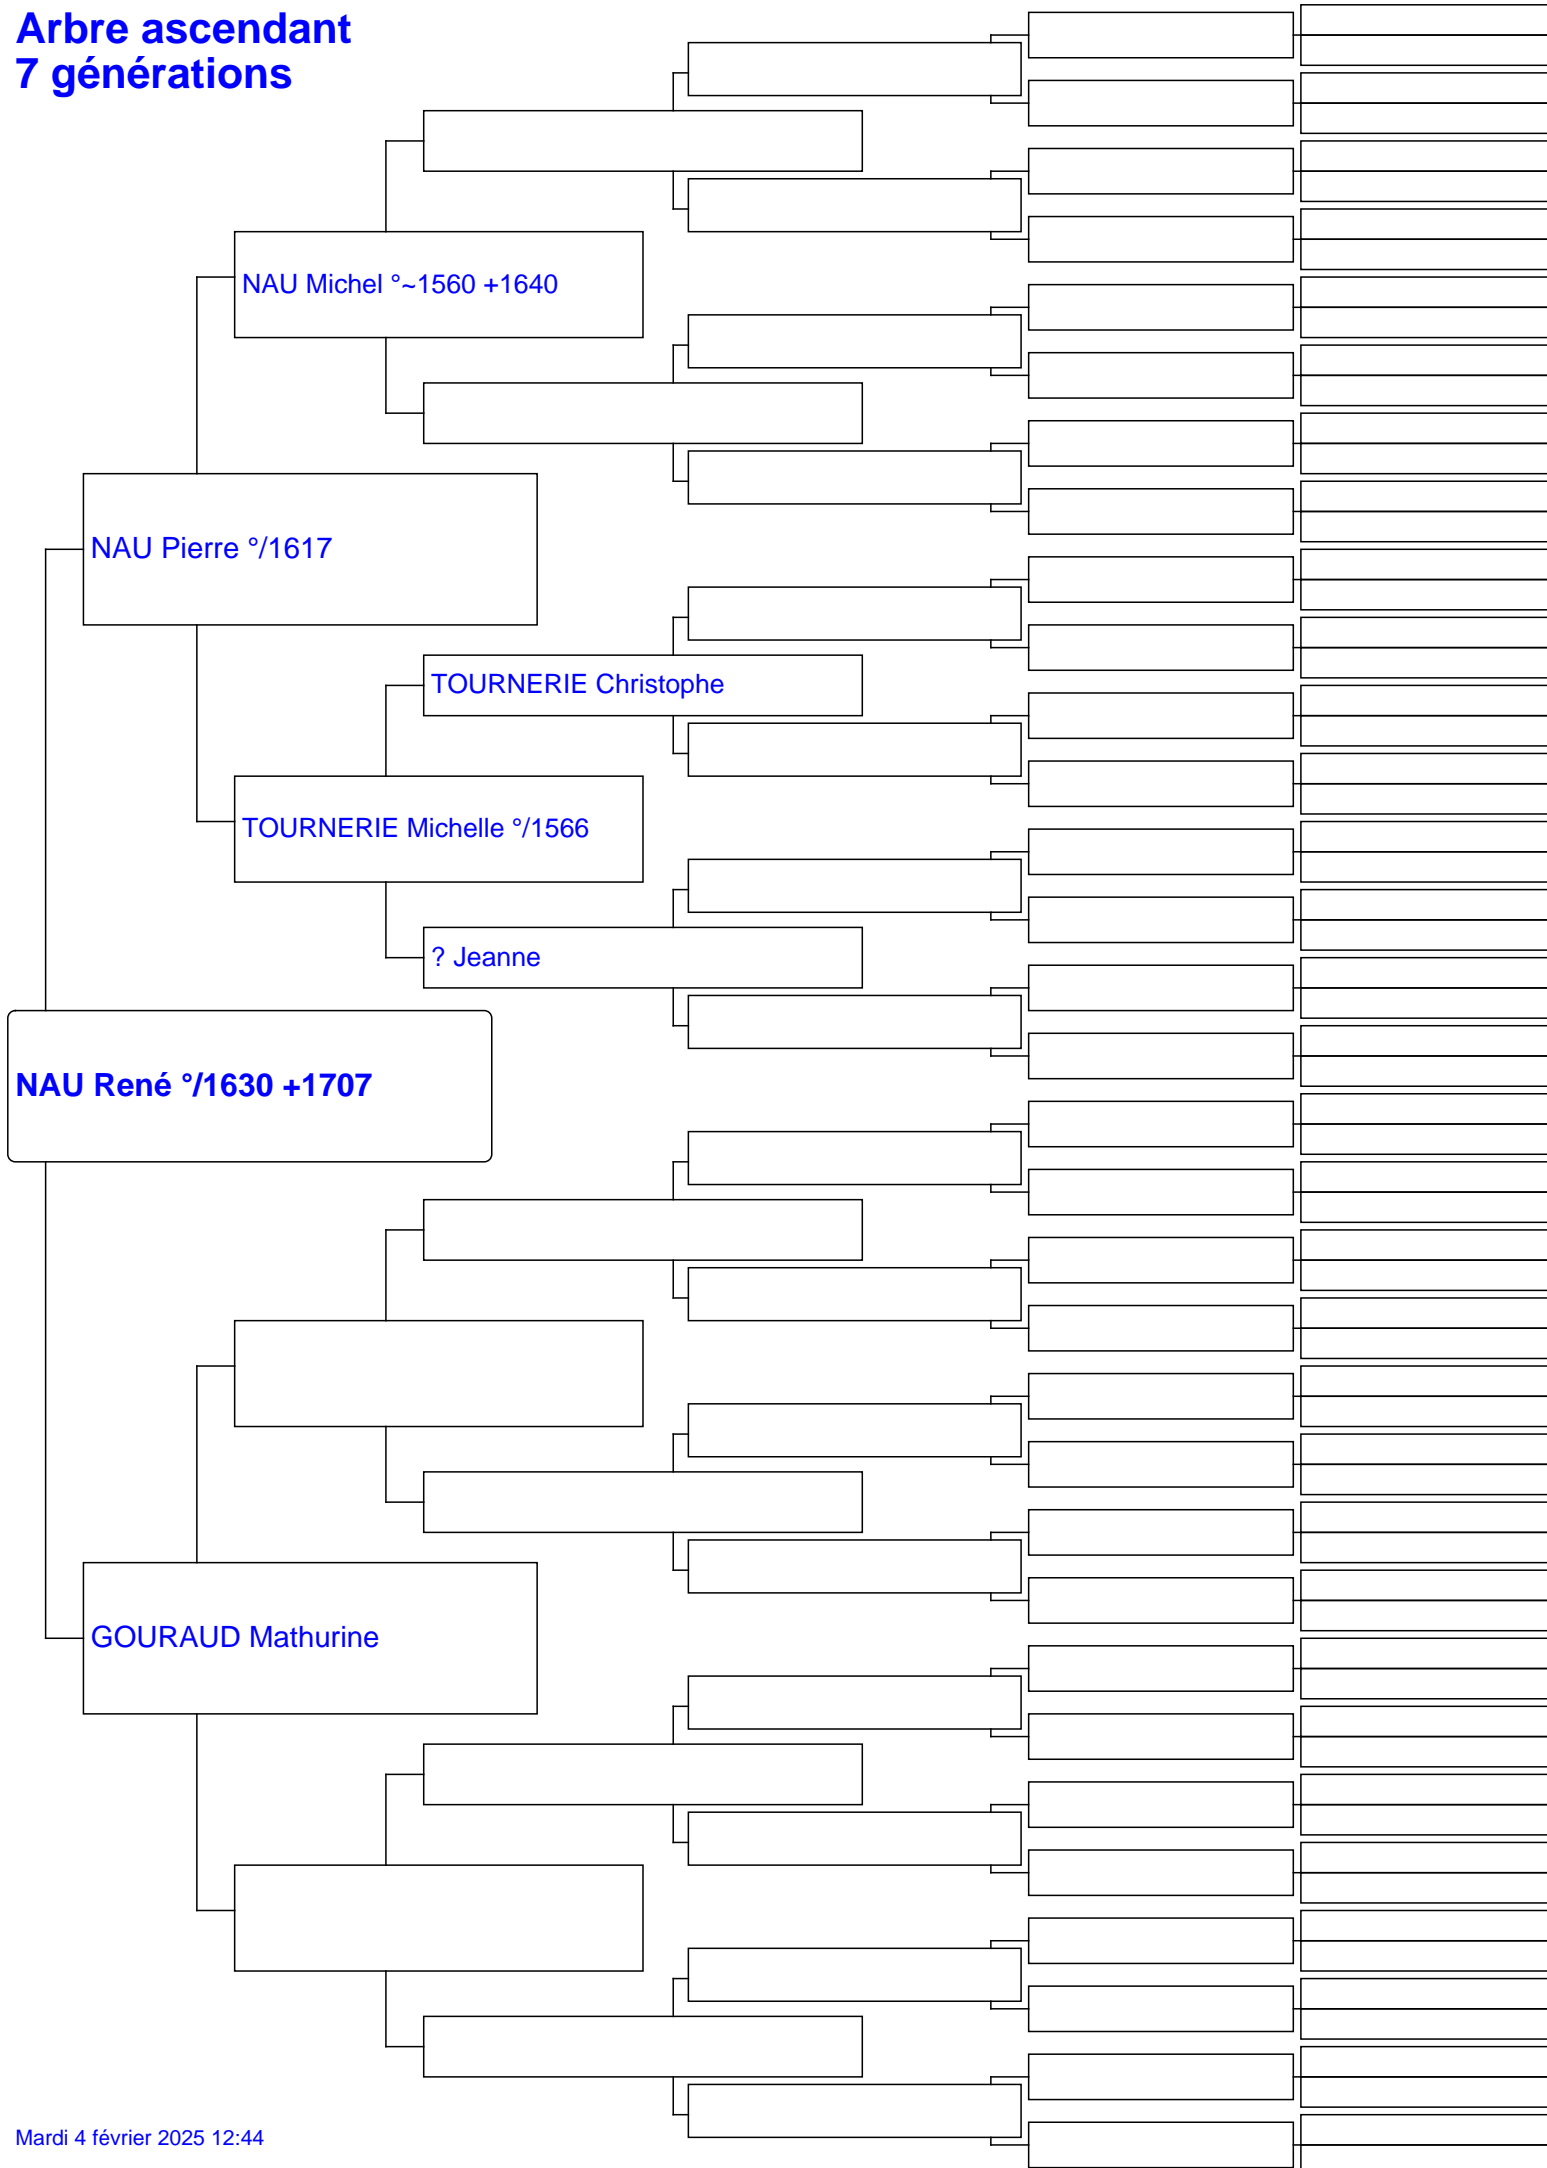 Arbre ascendant
7 générations
NAU Michel °~1560 +1640
NAU Pierre °/1617
TOURNERIE Christophe
TOURNERIE Michelle °/1566
? Jeanne
NAU René °/1630 +1707
GOURAUD Mathurine
Mardi 4 février 2025 12:44